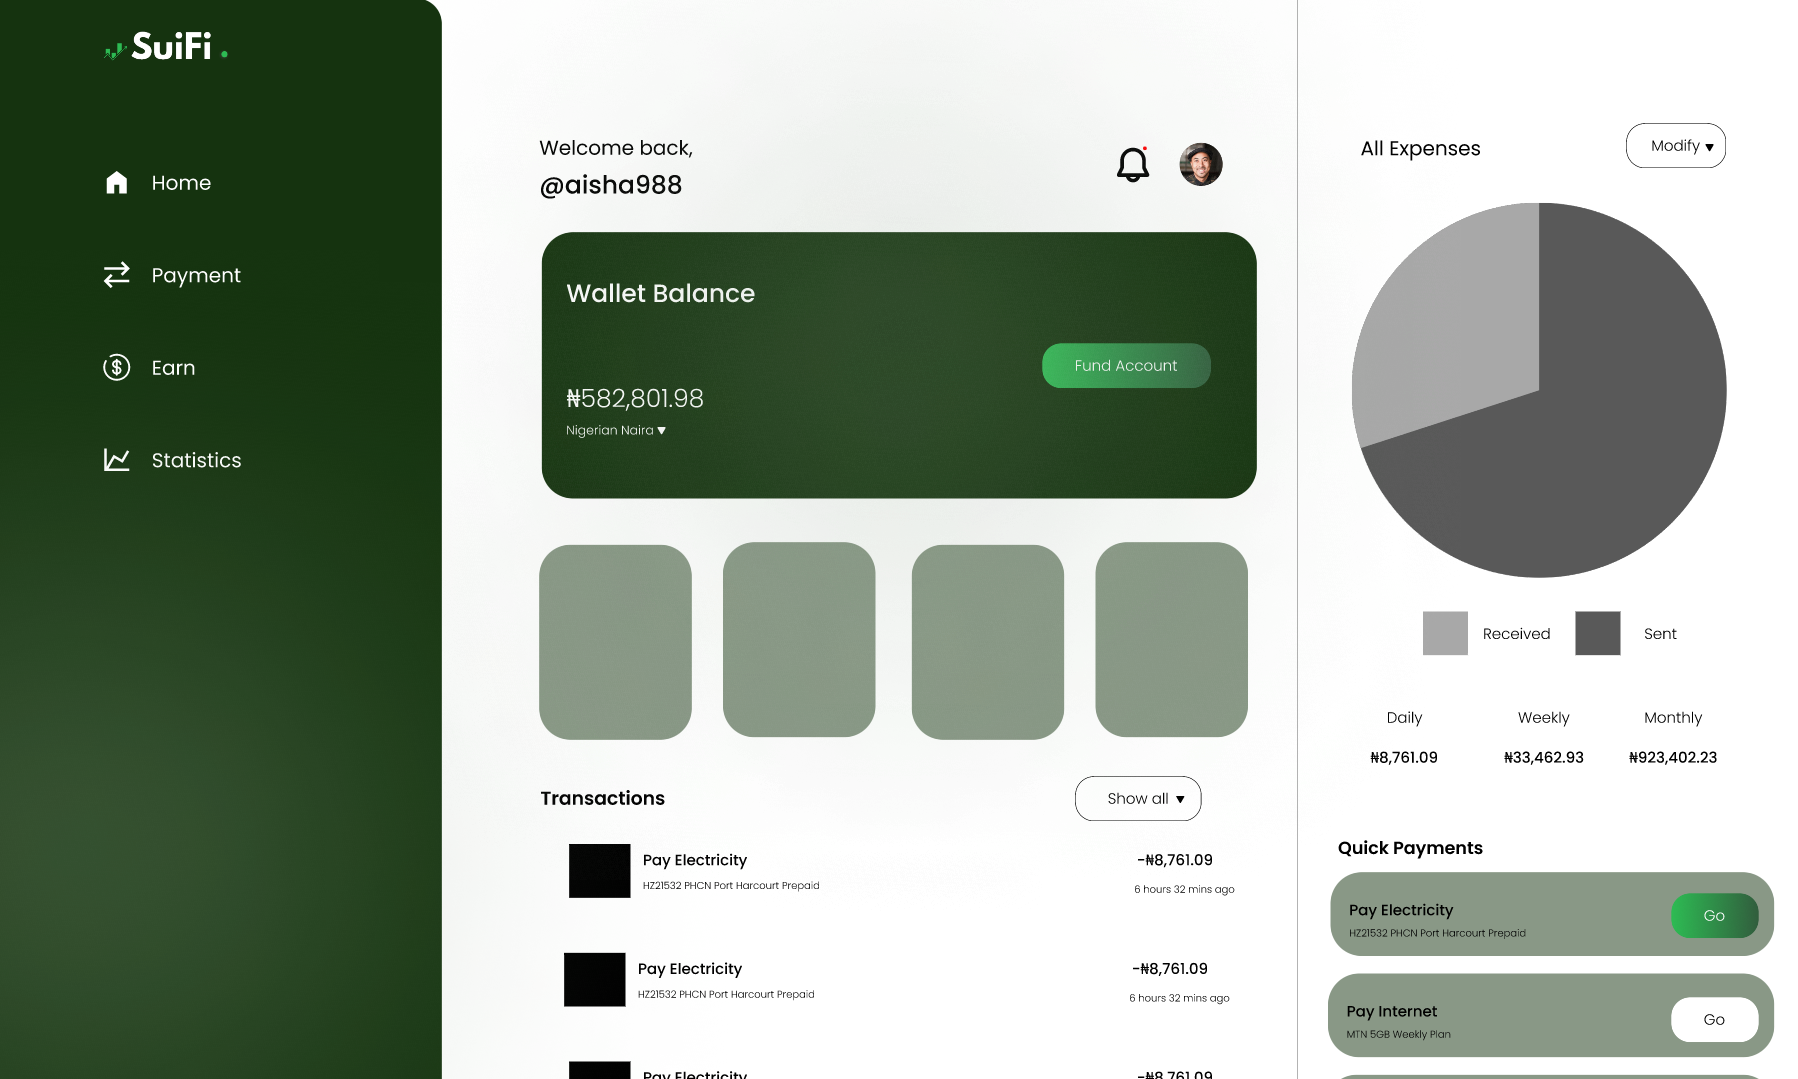 SuiFi .
Home
Payment
Earn
Statistics
Welcome back,
@aisha988
Wallet Balance
₦582,801.98
Nigerian Naira ▼
Fund Account
Transactions
Show all ▼
Pay Electricity
HZ21532 PHCN Port Harcourt Prepaid
-₦8,761.09
6 hours 32 mins ago
Pay Electricity
HZ21532 PHCN Port Harcourt Prepaid
-₦8,761.09
6 hours 32 mins ago
Pay Electricity
-₦8,761.09
All Expenses
Modify ▼
Received
Sent
Daily
Weekly
Monthly
₦8,761.09
₦33,462.93
₦923,402.23
Quick Payments
Pay Electricity
HZ21532 PHCN Port Harcourt Prepaid
Go
Pay Internet
MTN 5GB Weekly Plan
Go